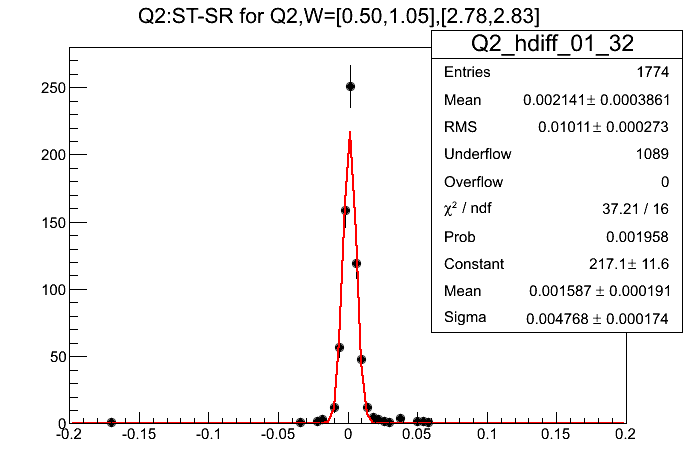 Q2:ST-SR for Q2,W=[0.50,1.05],[2.78,2.83]
Q2_hdiff_01_32
Entries 1774
Mean 0.002141± 0.0003861
RMS 0.01011± 0.000273
Underflow 1089
Overflow 0
χ² / ndf 37.21 / 16
Prob 0.001958
Constant 217.1± 11.6
Mean 0.001587 ± 0.000191
Sigma 0.004768 ± 0.000174
250
200
150
100
50
0
-0.2 -0.15 -0.1 -0.05 0 0.05 0.1 0.15 0.2